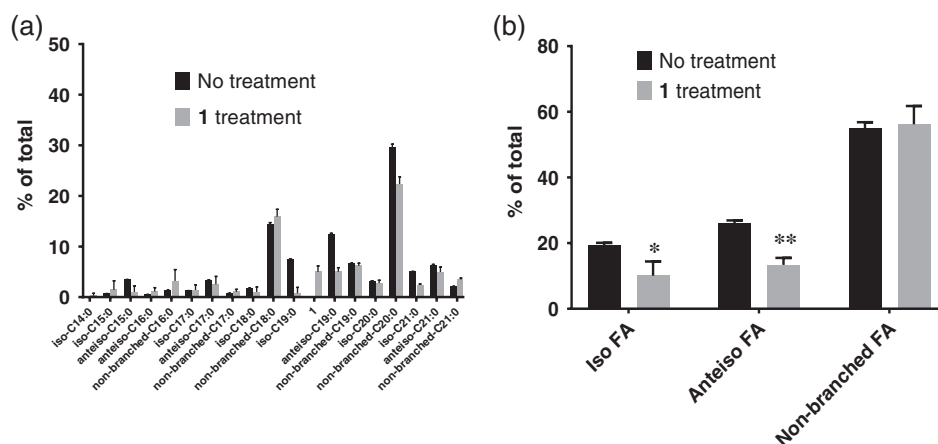 (a)
50
40
30
20
10
0
% of total
No treatment
1 treatment
iso-C14:0
iso-C15:0
anteiso-C15:0
anteiso-C16:0
non-branched-C16:0
iso-C17:0
anteiso-C17:0
non-branched-C17:0
iso-C18:0
non-branched-C18:0
iso-C19:0
1
anteiso-C19:0
non-branched-C19:0
iso-C20:0
non-branched-C20:0
iso-C21:0
anteiso-C21:0
non-branched-C21:0
(b)
80
60
40
20
0
% of total
No treatment
1 treatment
*
**
Iso FA
Anteiso FA
Non-branched FA